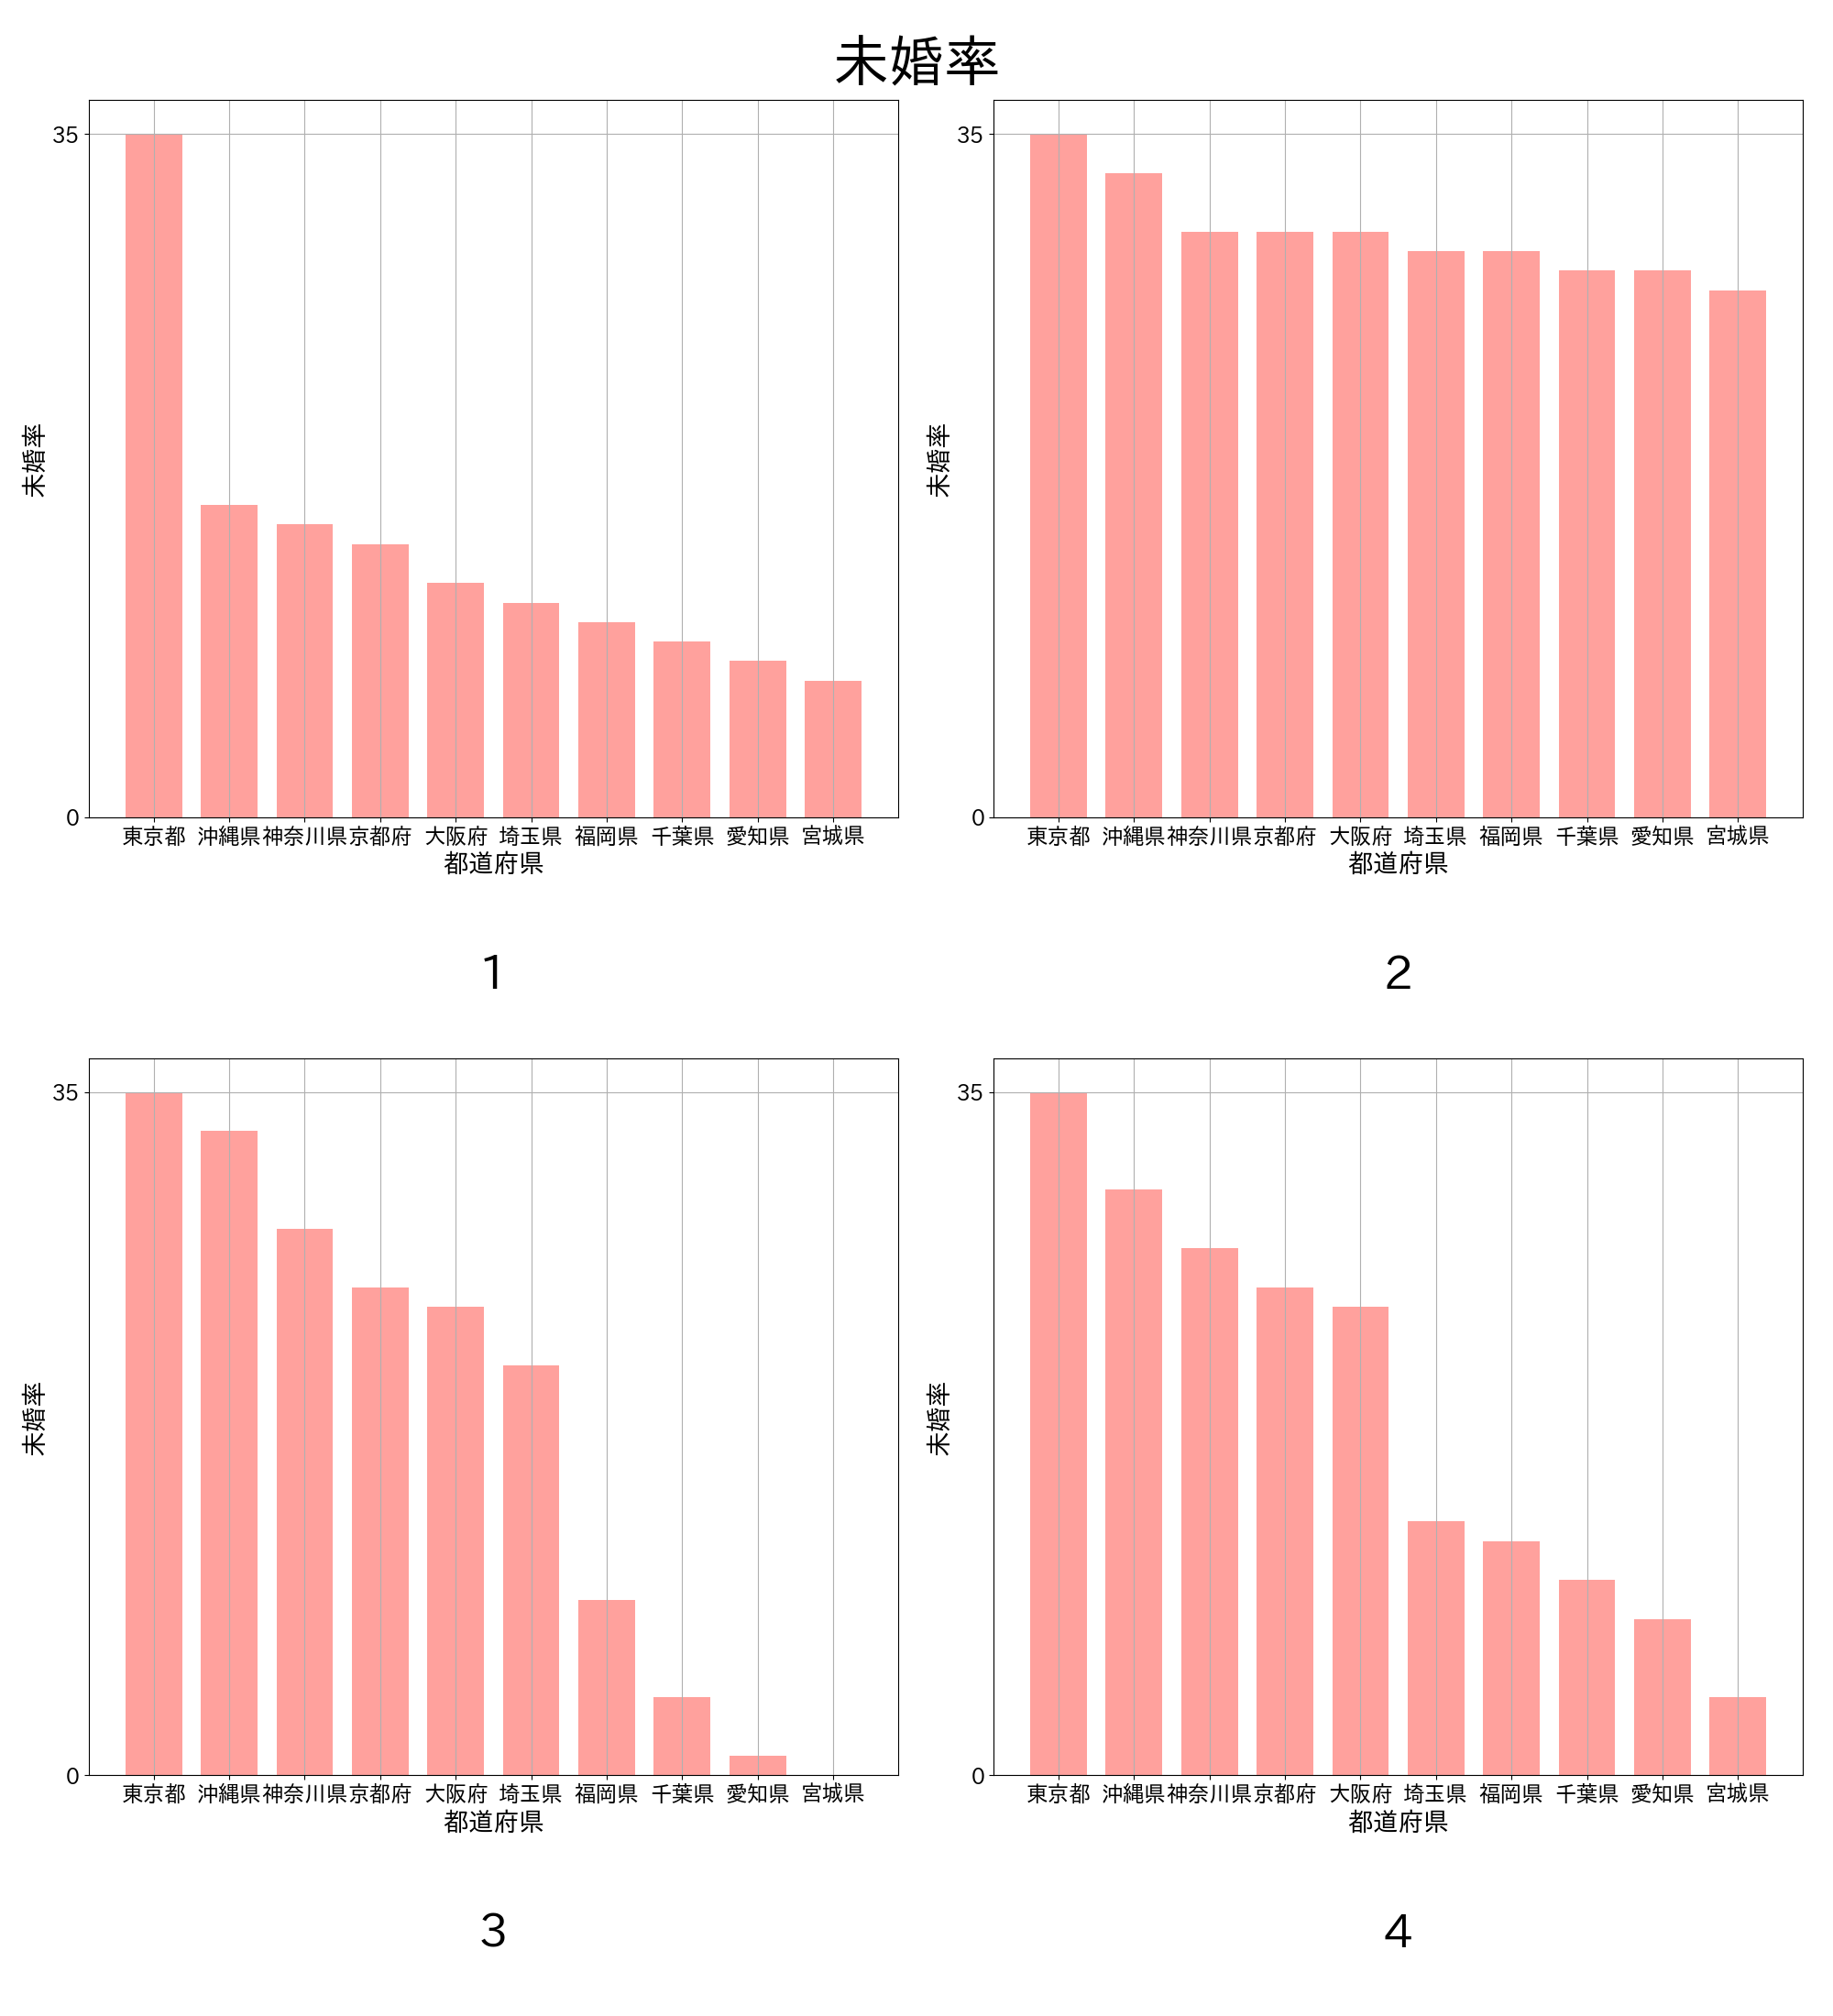 未婚率
35
0
未婚率
東京都 沖縄県 神奈川県 京都府 大阪府 埼玉県 福岡県 千葉県 愛知県 宮城県
都道府県
1
35
0
未婚率
東京都 沖縄県 神奈川県 京都府 大阪府 埼玉県 福岡県 千葉県 愛知県 宮城県
都道府県
2
35
0
未婚率
東京都 沖縄県 神奈川県 京都府 大阪府 埼玉県 福岡県 千葉県 愛知県 宮城県
都道府県
3
35
0
未婚率
東京都 沖縄県 神奈川県 京都府 大阪府 埼玉県 福岡県 千葉県 愛知県 宮城県
都道府県
4